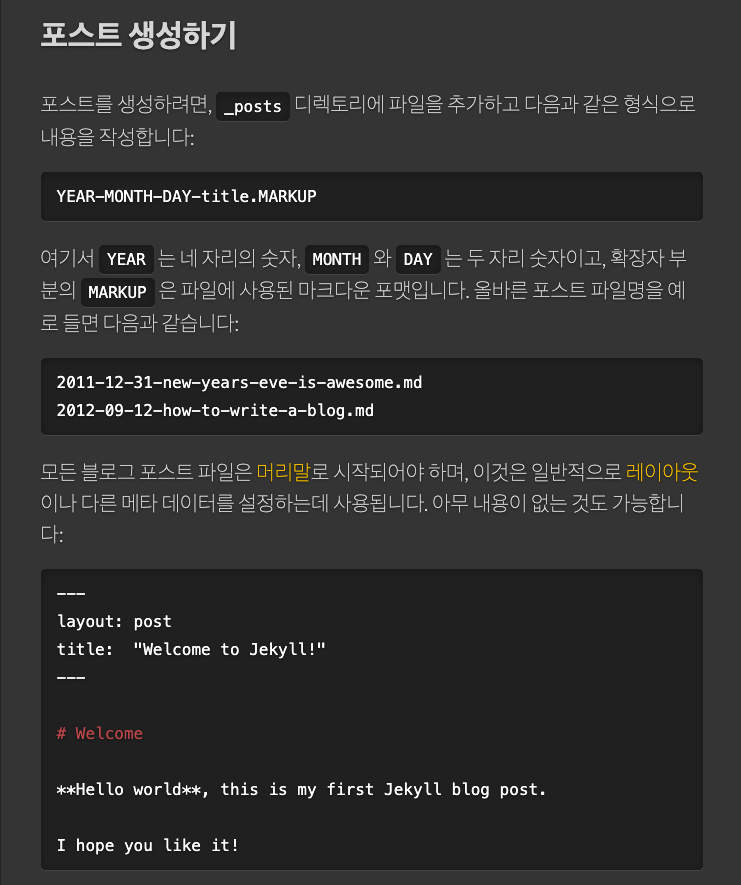 포스트 생성하기
포스트를 생성하려면, _posts 디렉토리에 파일을 추가하고 다음과 같은 형식으로
내용을 작성합니다:
YEAR-MONTH-DAY-title.MARKUP
여기서 YEAR 는 네 자리의 숫자, MONTH 와 DAY 는 두 자리 숫자이고, 확장자 부
분의 MARKUP 은 파일에 사용된 마크다운 포맷입니다. 올바른 포스트 파일명을 예
로 들면 다음과 같습니다:
2011-12-31-new-years-eve-is-awesome.md
2012-09-12-how-to-write-a-blog.md
모든 블로그 포스트 파일은 머리말로 시작되어야 하며, 이것은 일반적으로 레이아웃
이나 다른 메타 데이터를 설정하는데 사용됩니다. 아무 내용이 없는 것도 가능합니
다:
---
layout: post
title:  "Welcome to Jekyll!"
---
# Welcome
**Hello world**, this is my first Jekyll blog post.
I hope you like it!